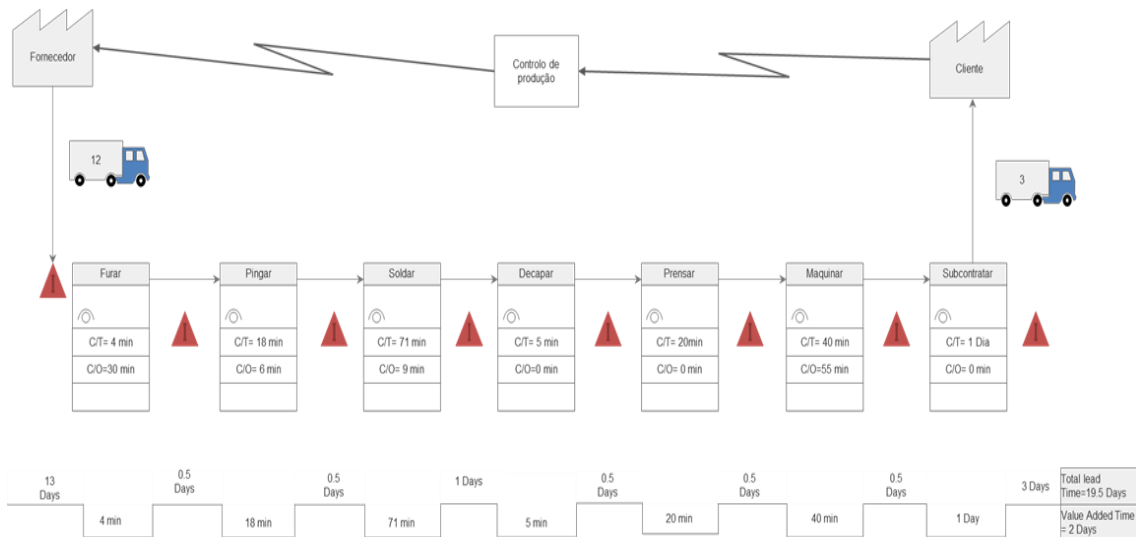 Fornecedor
Controlo de
produção
Cliente
12
3
Furar
C/T= 4 min
C/O=30 min
Pingar
C/T= 18 min
C/O= 6 min
Soldar
C/T= 71 min
C/O= 9 min
Decapar
C/T= 5 min
C/O=0 min
Prensar
C/T= 20min
C/O= 0 min
Maquinar
C/T= 40 min
C/O=55 min
Subcontratar
C/T= 1 Dia
C/O= 0 min
I
I
I
I
I
I
I
I
13
Days
4 min
0.5
Days
18 min
0.5
Days
71 min
1 Days
5 min
0.5
Days
20 min
0.5
Days
40 min
0.5
Days
1 Day
3 Days
Total lead
Time=19.5 Days
Value Added Time
= 2 Days